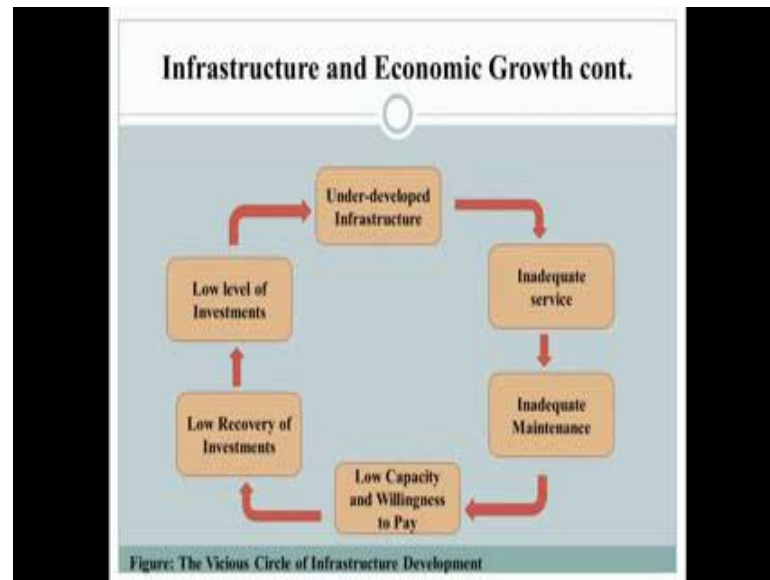 Infrastructure and Economic Growth cont.
Under-developed
Infrastructure
Inadequate
service
Inadequate
Maintenance
Low Capacity
and Willingness
to Pay
Low Recovery of
Investments
Low level of
Investments
Figure: The Vicious Circle of Infrastructure Development